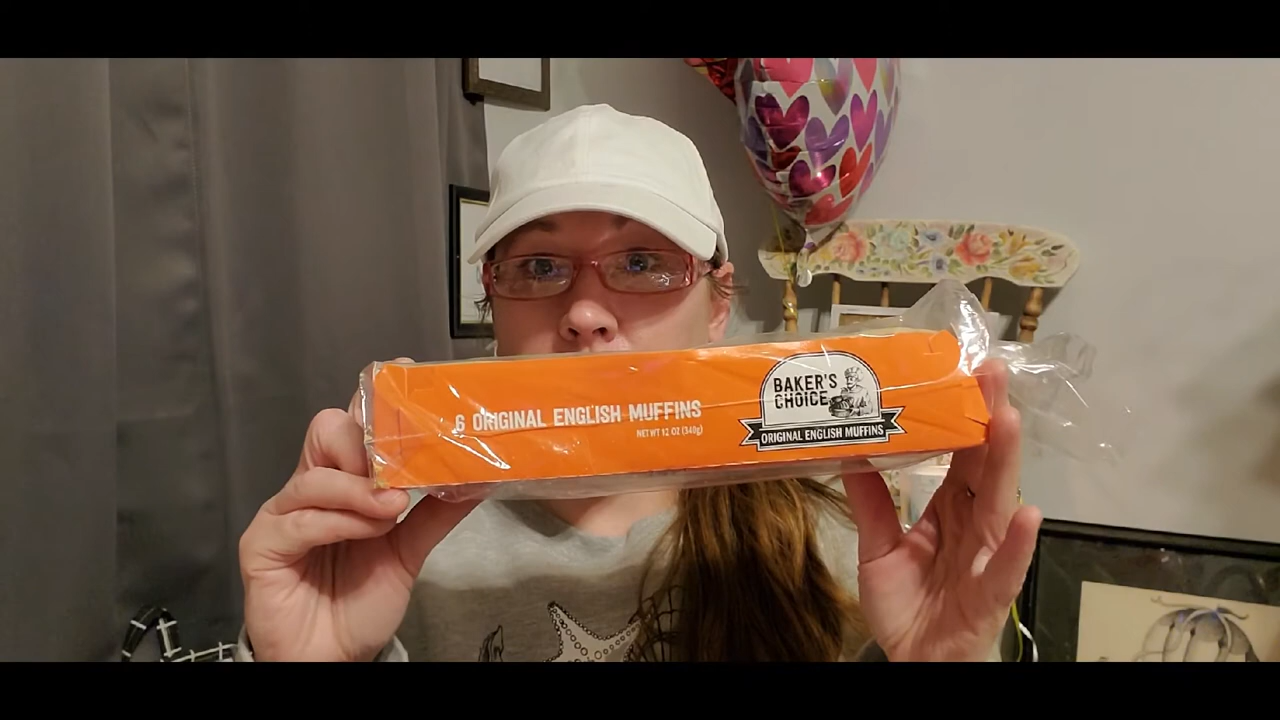 6 ORIGINAL ENGLISH MUFFINS
NET WT 12 OZ (340g)
BAKER'S
CHOICE
ORIGINAL ENGLISH MUFFINS